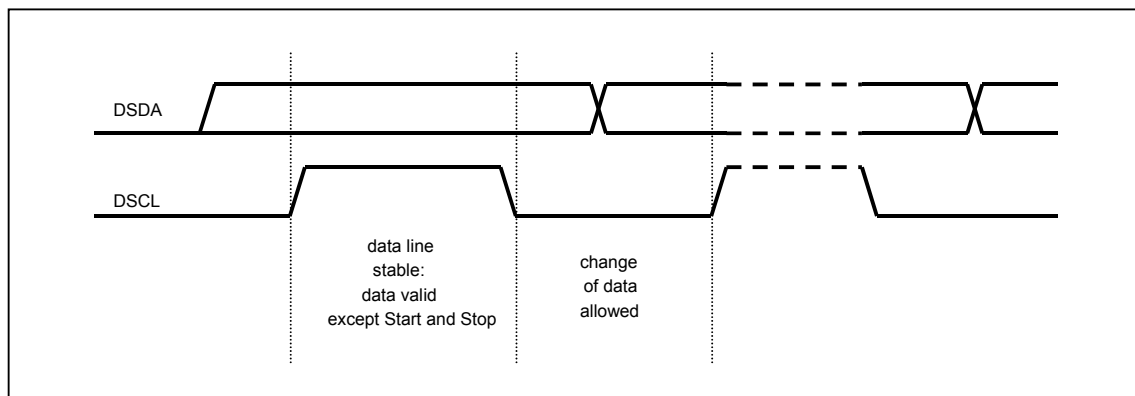 DSDA
DSCL
data line
stable:
data valid
except Start and Stop
change
of data
allowed